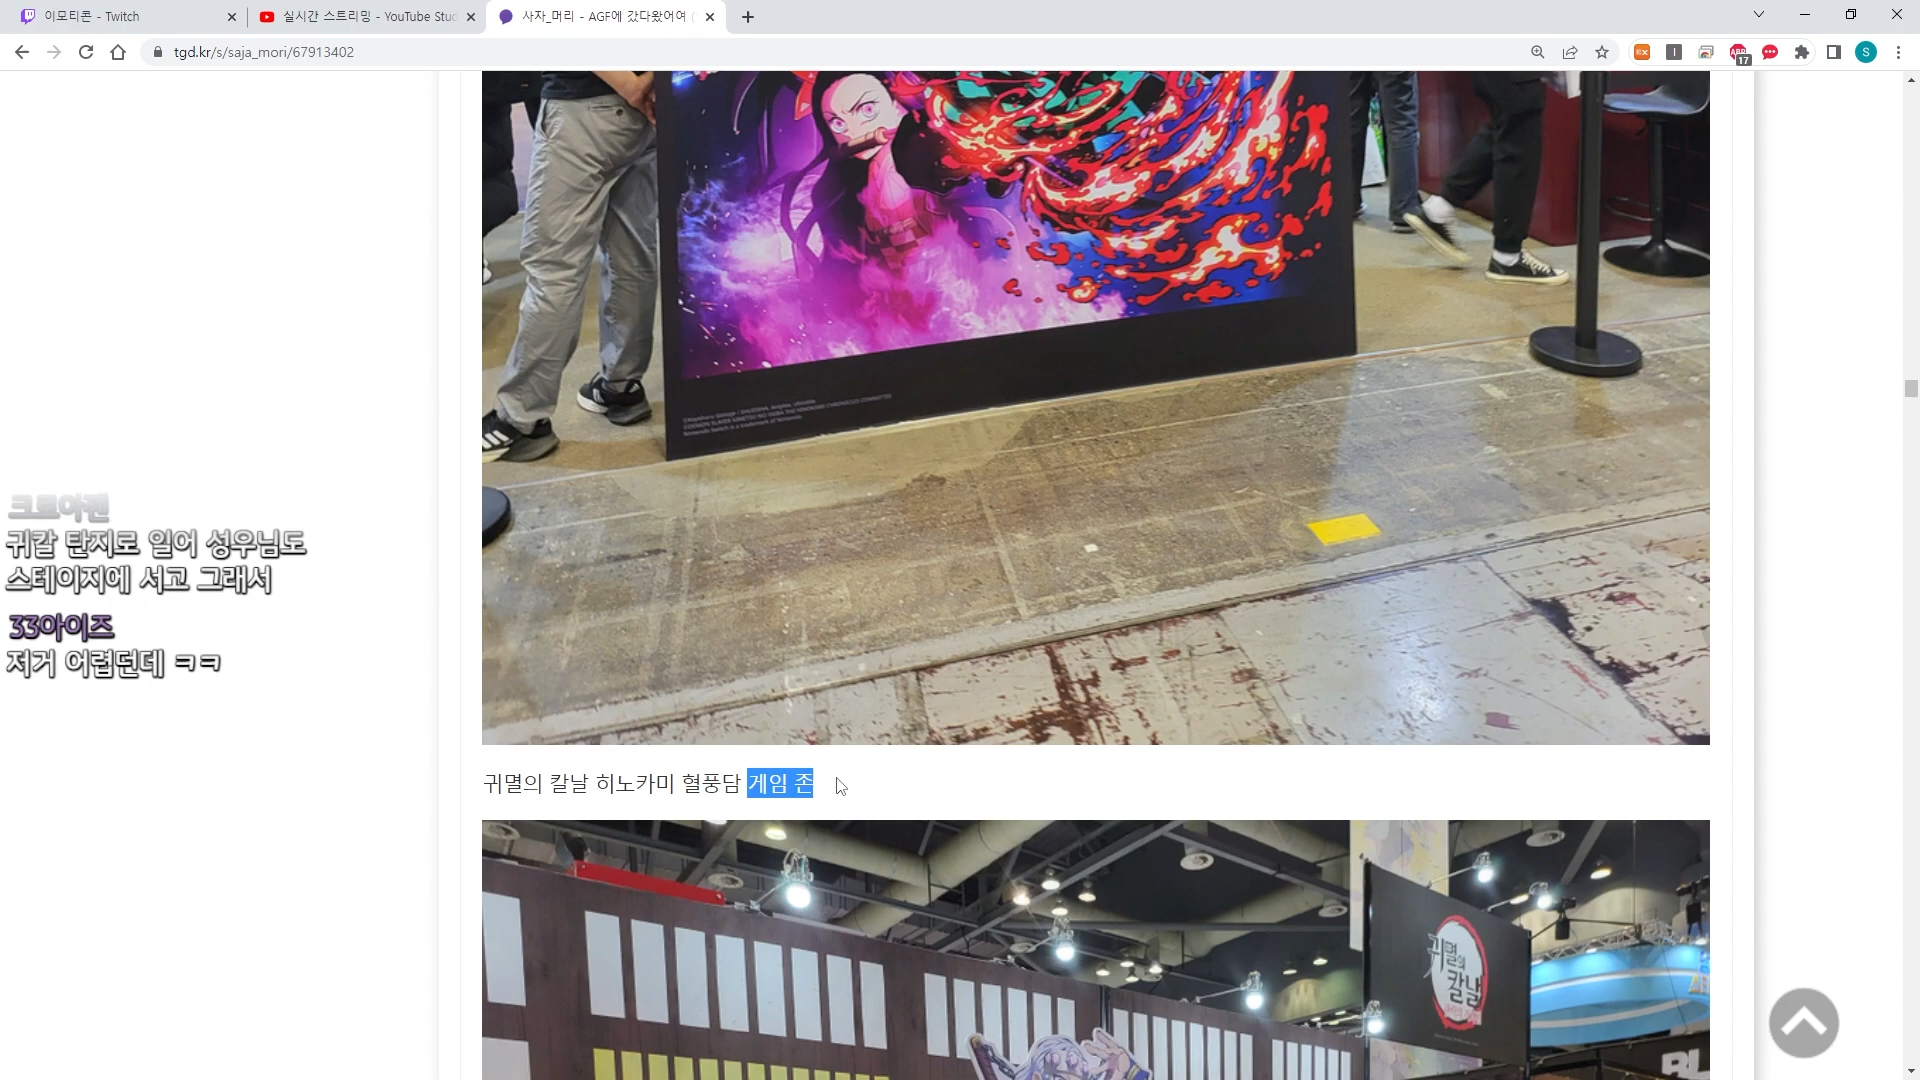 이모티콘 - Twitch
실시간 스트리밍 - YouTube Stud
사자_머리 - AGF에 갔다왔어여 (
tgd.kr/s/saja_mori/67913402
17
S
크로아젠
귀칼 탄지로 일어 성우님도
스테이지에 서고 그래서
33아이즈
저거 어렵던데 ㅋㅋ
귀멸의 칼날 히노카미 혈풍담 게임 존
귀멸의
칼날